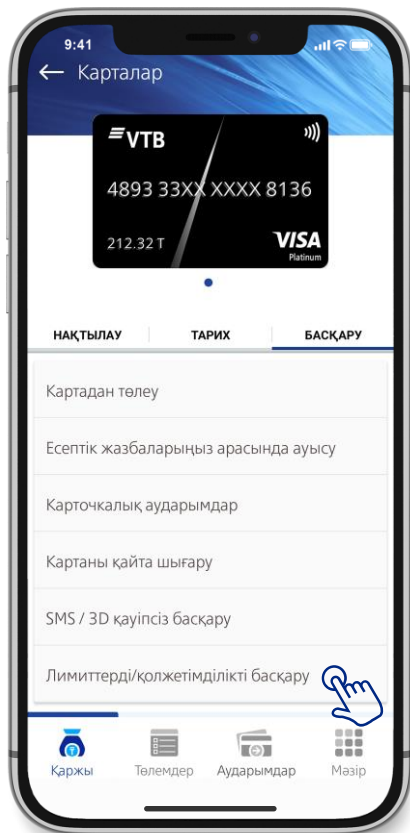 9:41
Карталар
VTB
4893 33XX XXXX 8136
212.32 T
VISA
Platinum
НАҚТЫЛАУ ТАРИХ БАСҚАРУ
Картадан төлеу
Есептік жазбаларыңыз арасында ауысу
Карточкалық аударымдар
Картаны қайта шығару
SMS / 3D қауіпсіз басқару
Лимиттерді/қолжетімділікті басқару
Қаржы Төлемдер Аударымдар Мәзір